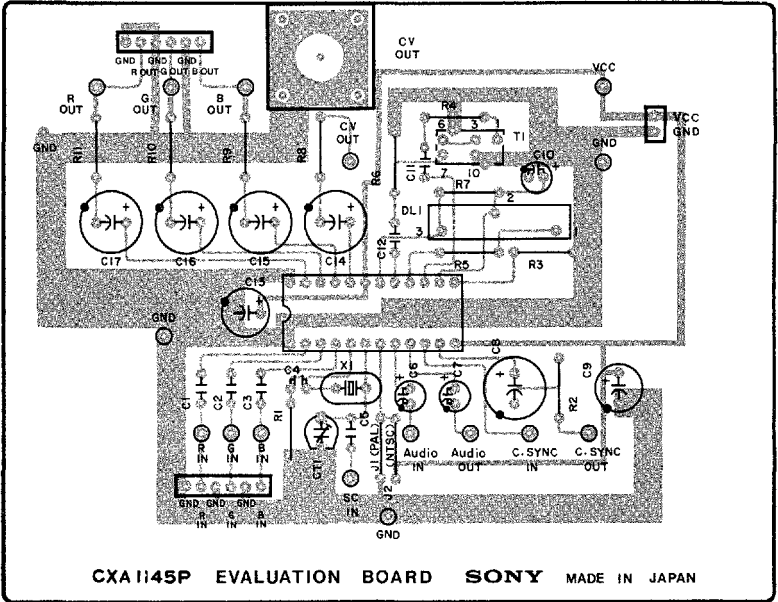 GND GND
R OUT G OUT B OUT
CV
OUT
R
OUT
G
OUT
B
OUT
CV
OUT
VCC
VCC
GND
GND
GND
R11
R10
R9
R8
R6
R4
6 3 1
T1
7 10
C11
C10
R7
2
DL1
3
1
C12
R5
R3
C17
C16
C15
C14
C13
GND
C4
X1
C6
C7
C8
C9
C1
C2
C3
R1
C5
CT1
R2
J1 (PAL)
(NTSC)
J2
R
IN
G
IN
B
IN
Audio
IN
Audio
OUT
C. SYNC
IN
C. SYNC
OUT
SC
IN
GND GND GND
R
IN
G
IN
B
IN
GND
CXA1145P EVALUATION BOARD SONY MADE IN JAPAN